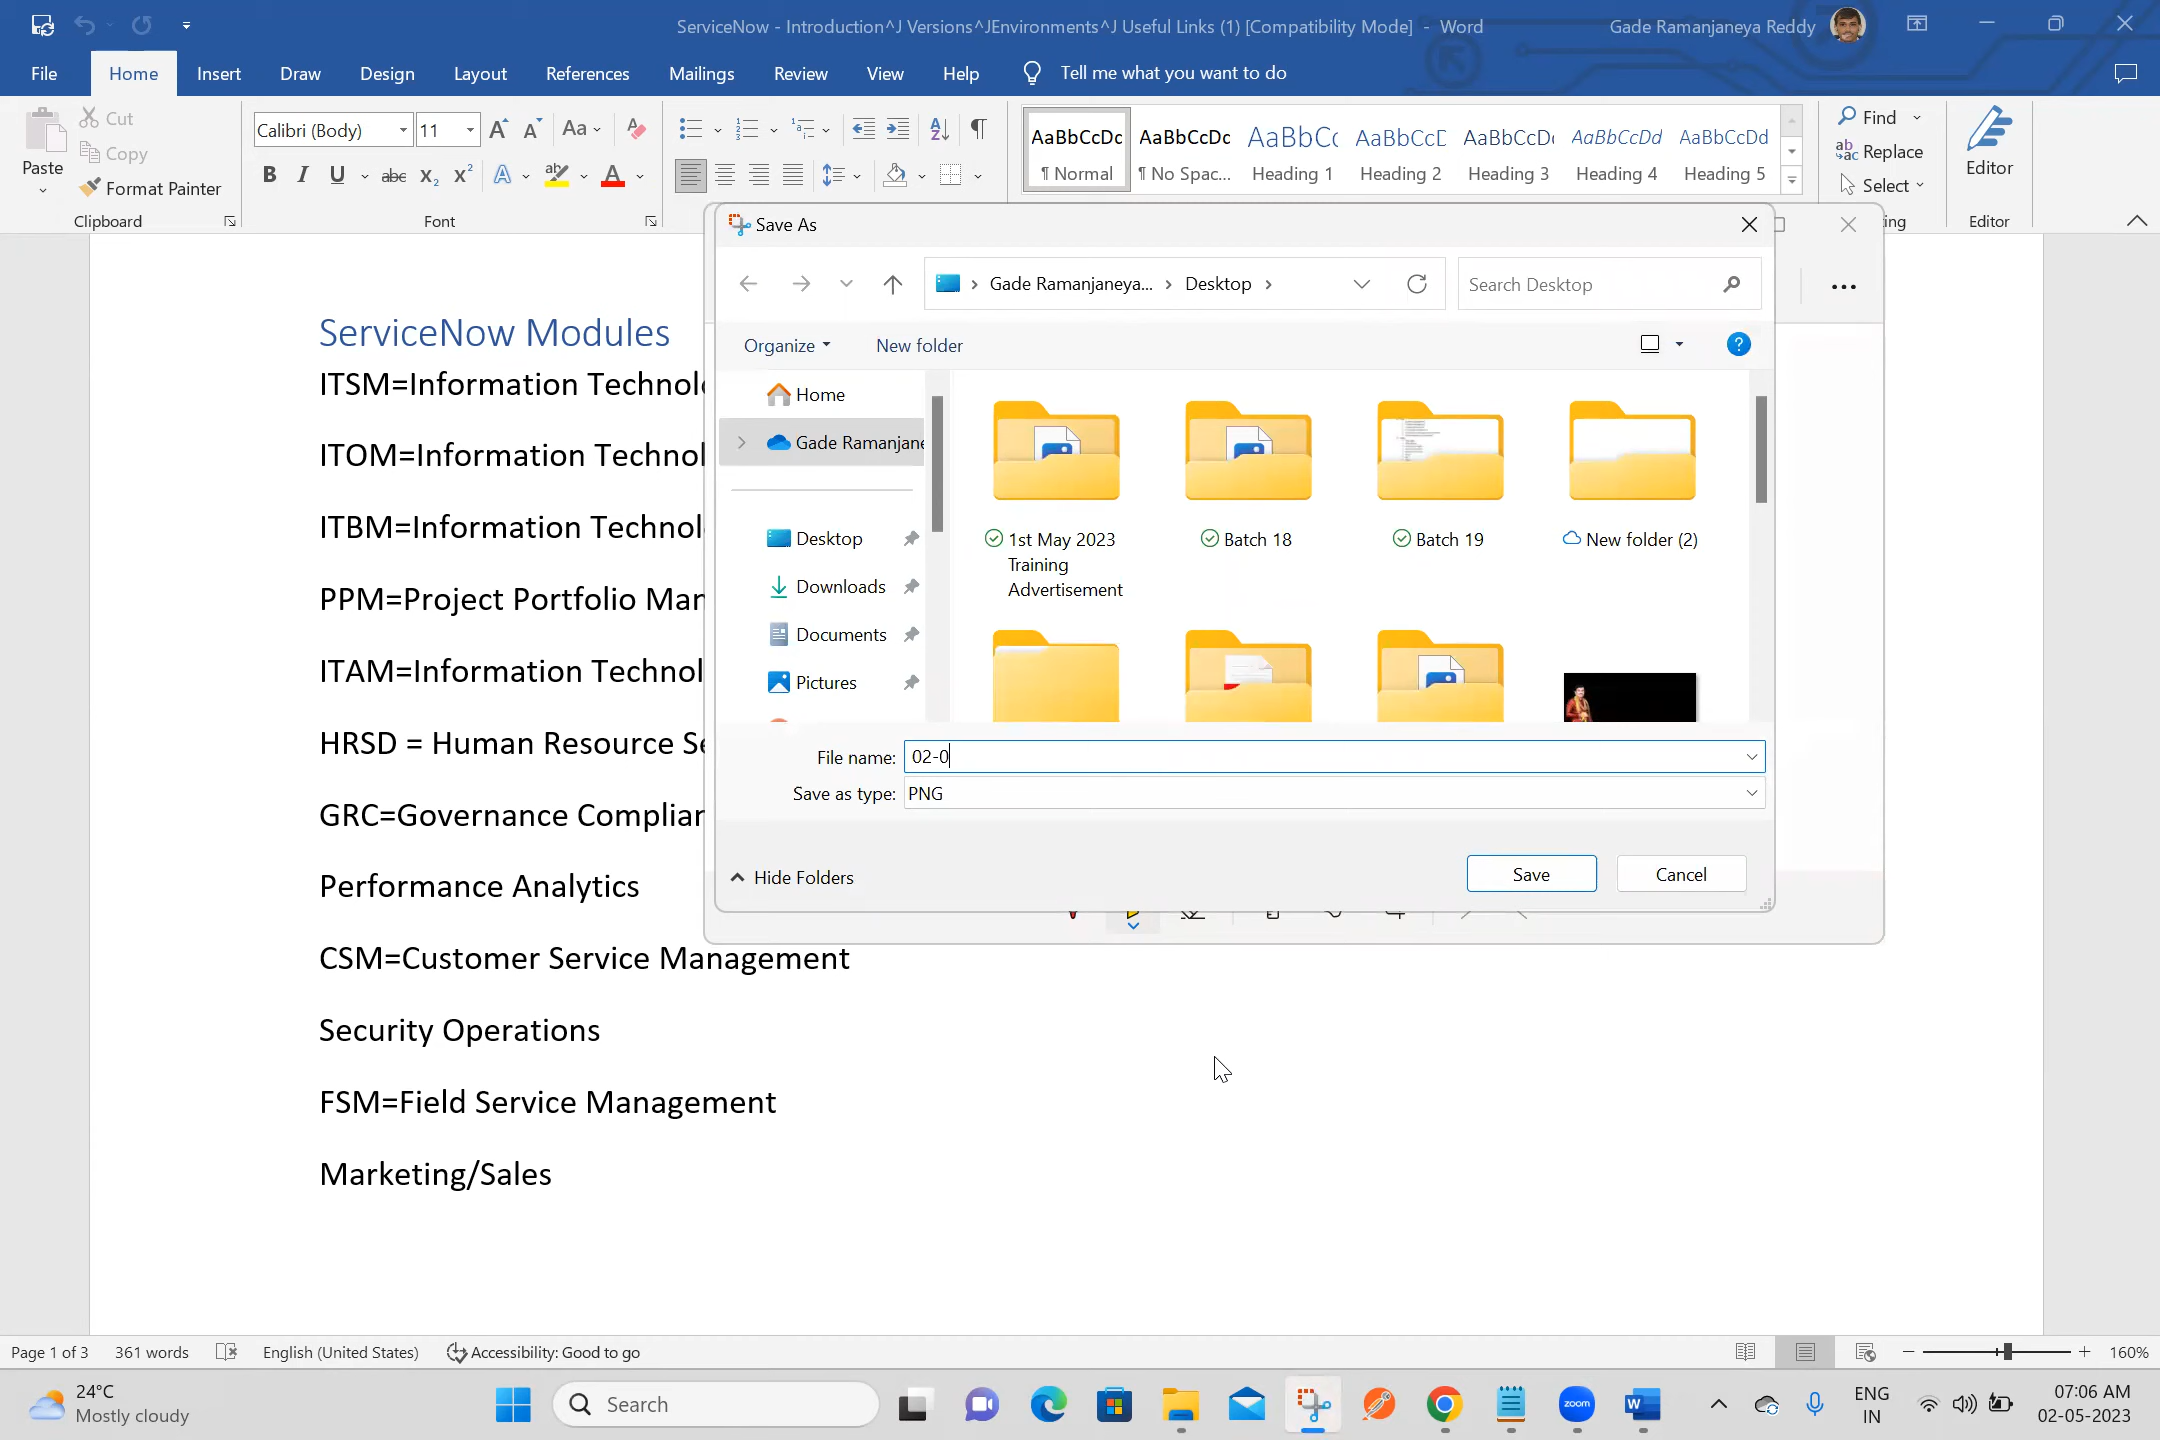 ServiceNow - Introduction^J Versions^JEnvironments^J Useful Links (1) [Compatibility Mode] - Word
Gade Ramanjaneya Reddy
File Home Insert Draw Design Layout References Mailings Review View Help Tell me what you want to do
Paste
Cut
Copy
Format Painter
Clipboard
Calibri (Body) 11
Font
AaBbCcDc AaBbCcDc AaBbCc AaBbCcD AaBbCcD AaBbCcDd AaBbCcDd
¶ Normal ¶ No Spac... Heading 1 Heading 2 Heading 3 Heading 4 Heading 5
Find
Replace
Select
ing
Editor
Editor
ServiceNow Modules
ITSM=Information Technol
ITOM=Information Technol
ITBM=Information Technol
PPM=Project Portfolio Man
ITAM=Information Technol
HRSD = Human Resource Se
GRC=Governance Complian
Performance Analytics
CSM=Customer Service Management
Security Operations
FSM=Field Service Management
Marketing/Sales
Save As
Gade Ramanjaneya... > Desktop >
Search Desktop
Organize New folder
Home
Gade Ramanjane
Desktop
Downloads
Documents
Pictures
1st May 2023
Training
Advertisement
Batch 18
Batch 19
New folder (2)
File name: 02-0
Save as type: PNG
Hide Folders
Save Cancel
Page 1 of 3 361 words English (United States) Accessibility: Good to go 160%
24°C
Mostly cloudy
Search
zoom
ENG
IN
07:06 AM
02-05-2023